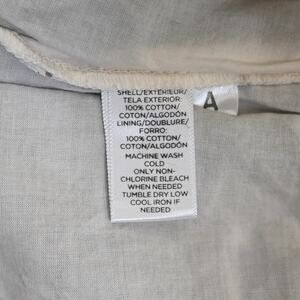 SHELL/EXTERIEUR/
TELA EXTERIOR:
100% COTTON/
COTON/ALGODÓN
LINING/DOUBLURE/
FORRO:
100% COTTON/
COTON/ALGODÓN
MACHINE WASH
COLD
ONLY NON-
CHLORINE BLEACH
WHEN NEEDED
TUMBLE DRY LOW
COOL IRON IF
NEEDED
A